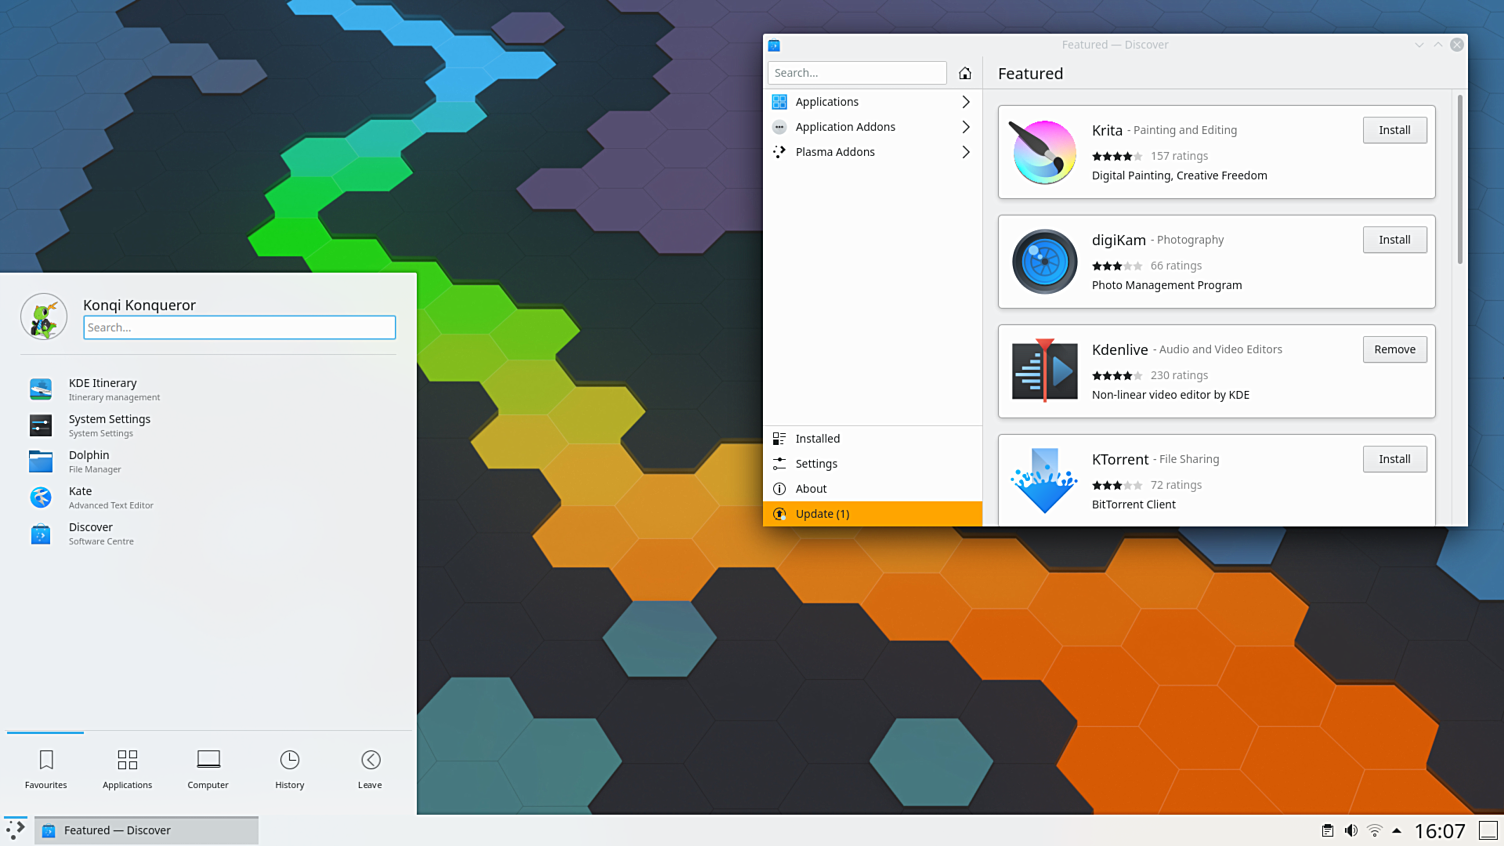 Featured — Discover
Search...
Featured
Applications
Application Addons
Plasma Addons
Installed
Settings
About
Update (1)
Krita - Painting and Editing
157 ratings
Digital Painting, Creative Freedom
Install
digiKam - Photography
66 ratings
Photo Management Program
Install
Kdenlive - Audio and Video Editors
230 ratings
Non-linear video editor by KDE
Remove
KTorrent - File Sharing
72 ratings
BitTorrent Client
Install
Konqi Konqueror
Search...
KDE Itinerary
Itinerary management
System Settings
System Settings
Dolphin
File Manager
Kate
Advanced Text Editor
Discover
Software Centre
Favourites
Applications
Computer
History
Leave
Featured — Discover
16:07